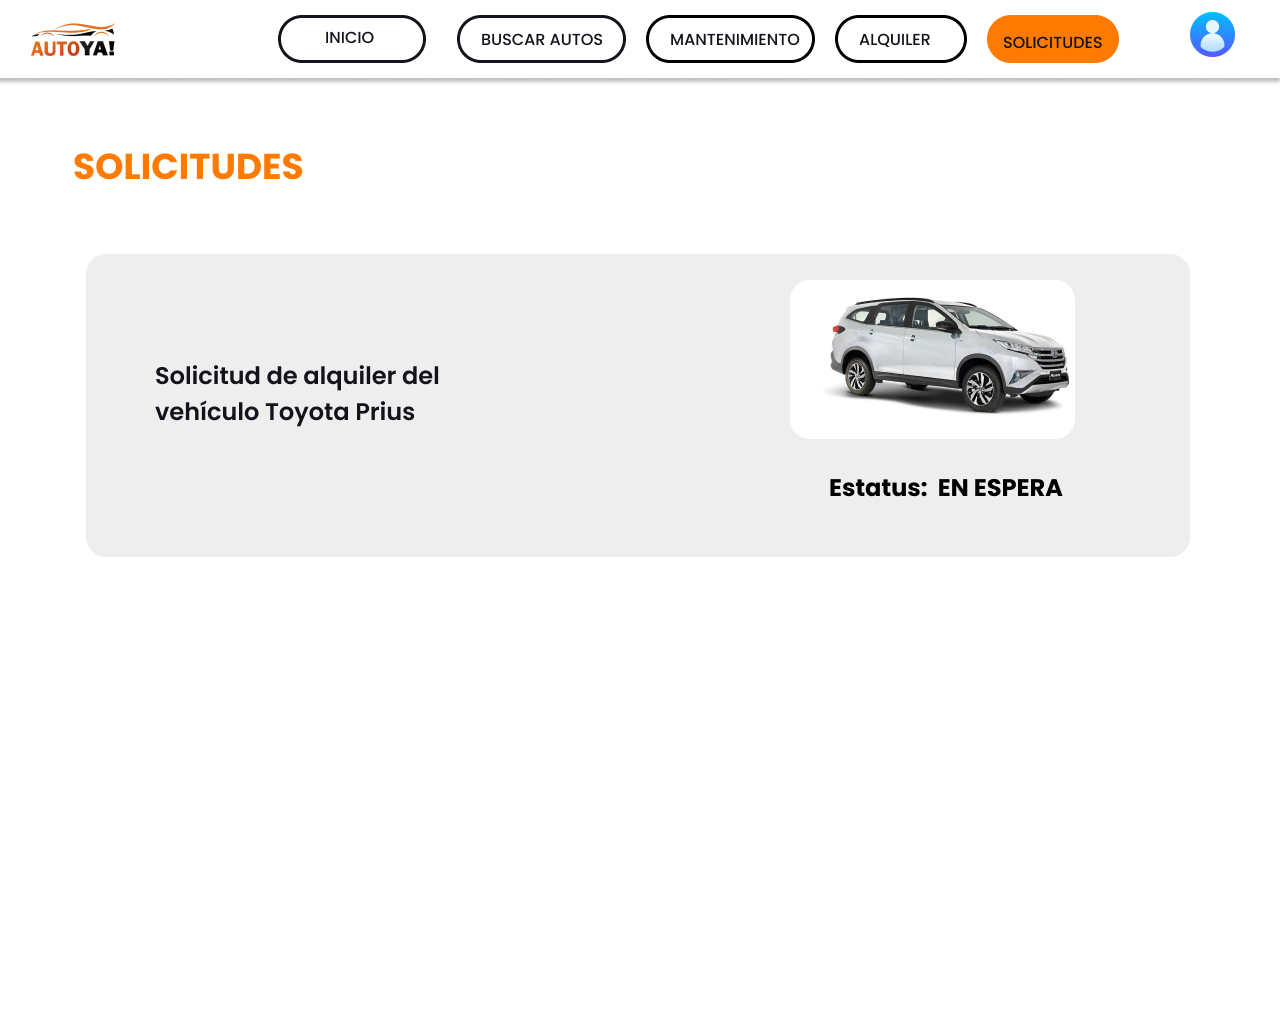 AUTOYA!
INICIO
BUSCAR AUTOS
MANTENIMIENTO
ALQUILER
SOLICITUDES
SOLICITUDES
Solicitud de alquiler del
vehículo Toyota Prius
Estatus: EN ESPERA